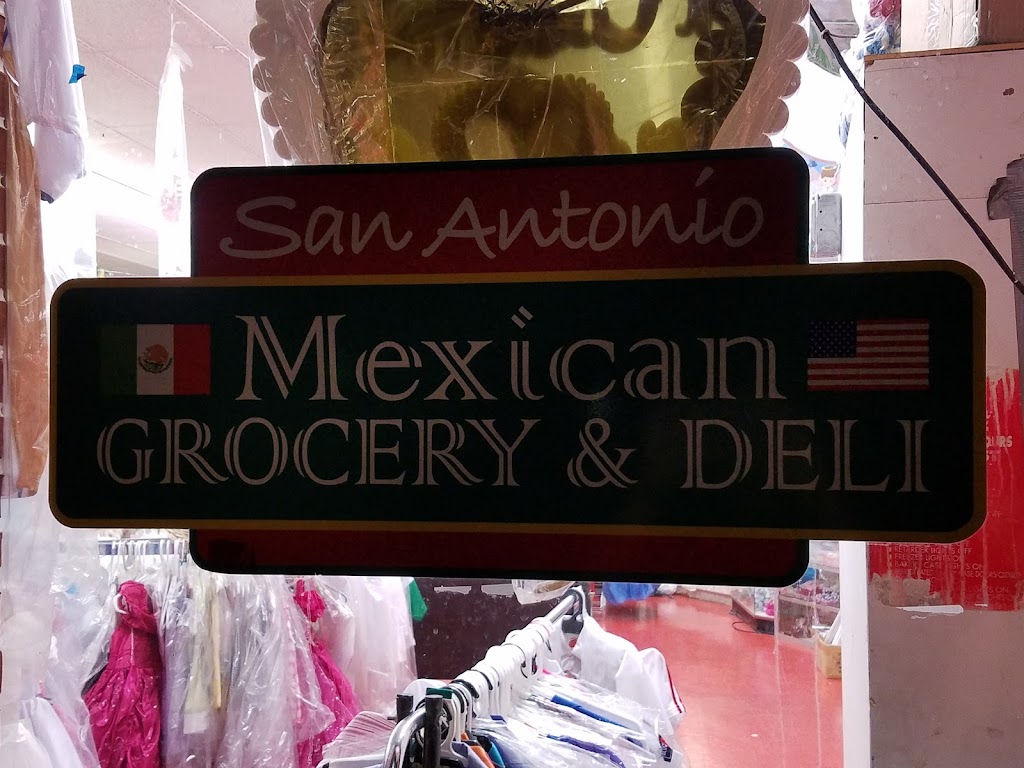 San Antonio
Mexican
GROCERY & DELI